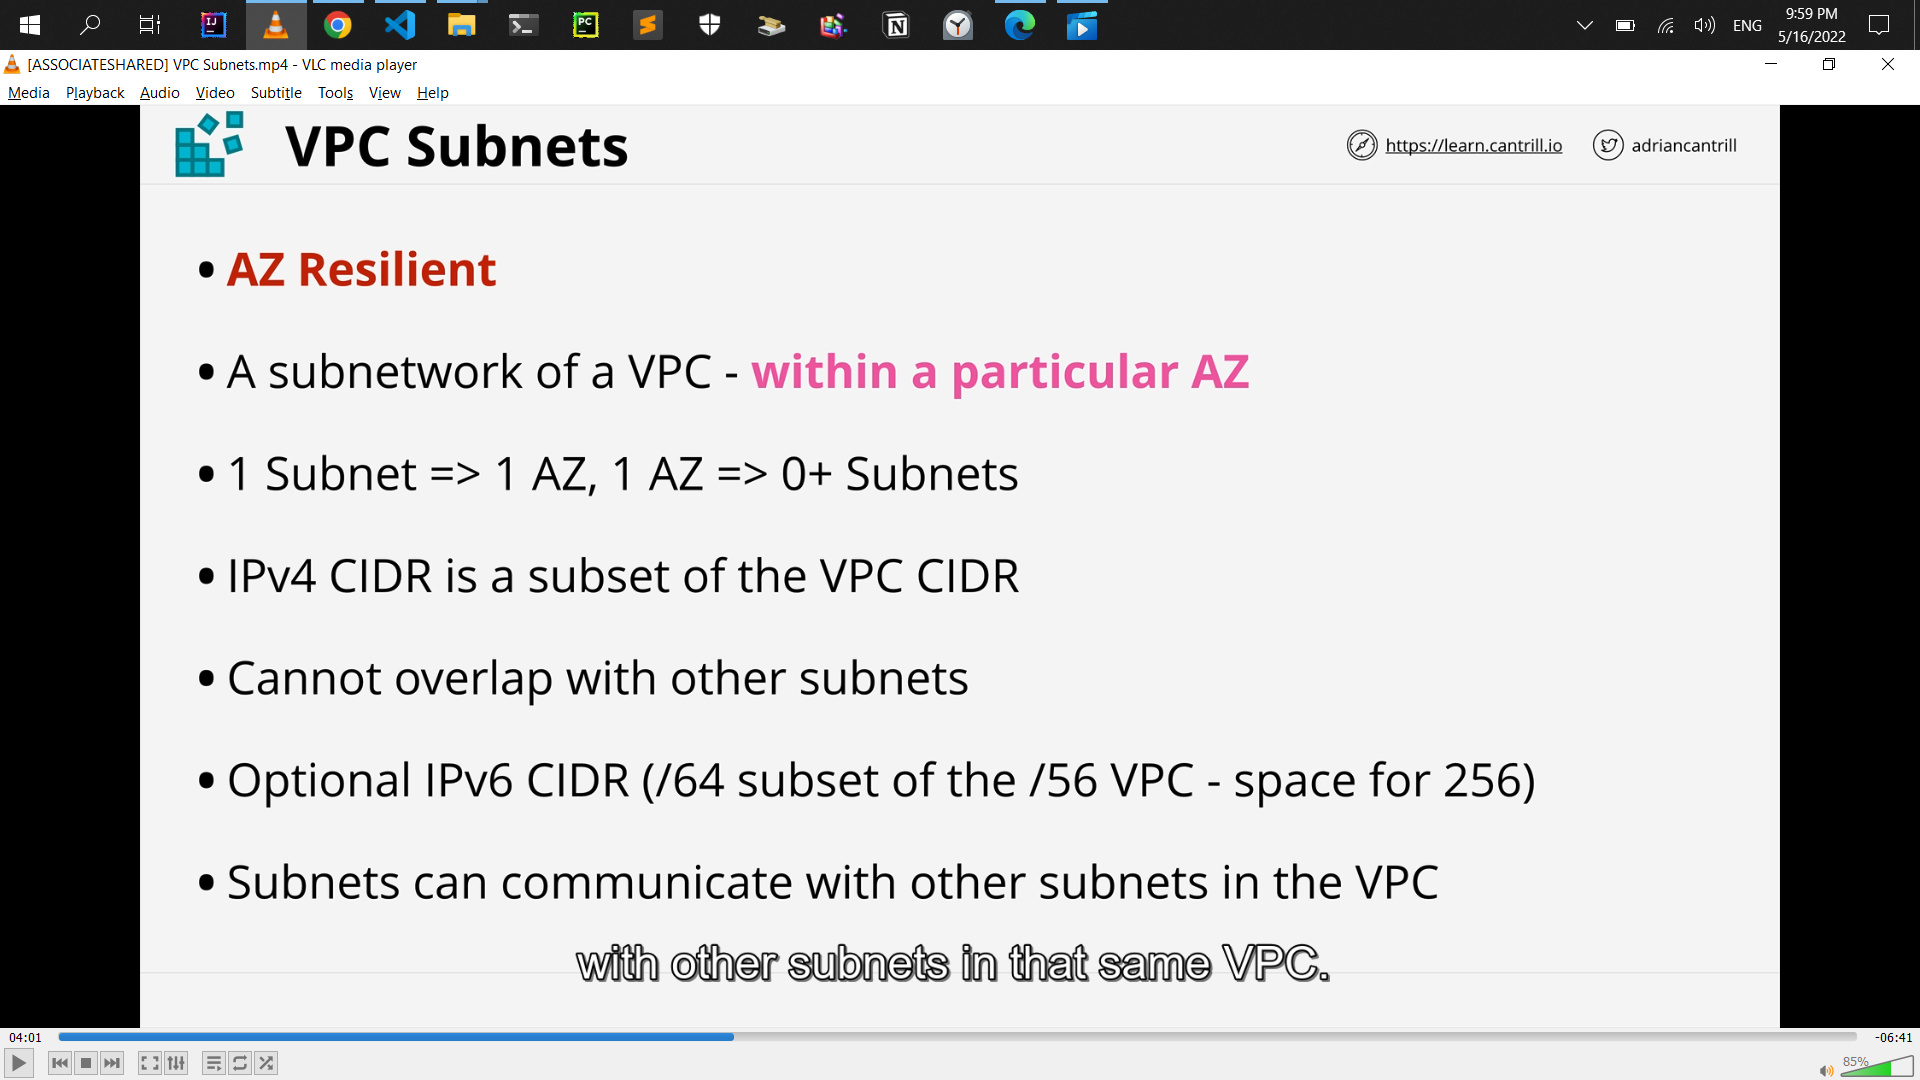 ENG
9:59 PM
5/16/2022
[ASSOCIATESHARED] VPC Subnets.mp4 - VLC media player
Media Playback Audio Video Subtitle Tools View Help
VPC Subnets
https://learn.cantrill.io
adriancantrill
• AZ Resilient
• A subnetwork of a VPC - within a particular AZ
• 1 Subnet => 1 AZ, 1 AZ => 0+ Subnets
• IPv4 CIDR is a subset of the VPC CIDR
• Cannot overlap with other subnets
• Optional IPv6 CIDR (/64 subset of the /56 VPC - space for 256)
• Subnets can communicate with other subnets in the VPC
with other subnets in that same VPC.
04:01
-06:41
85%